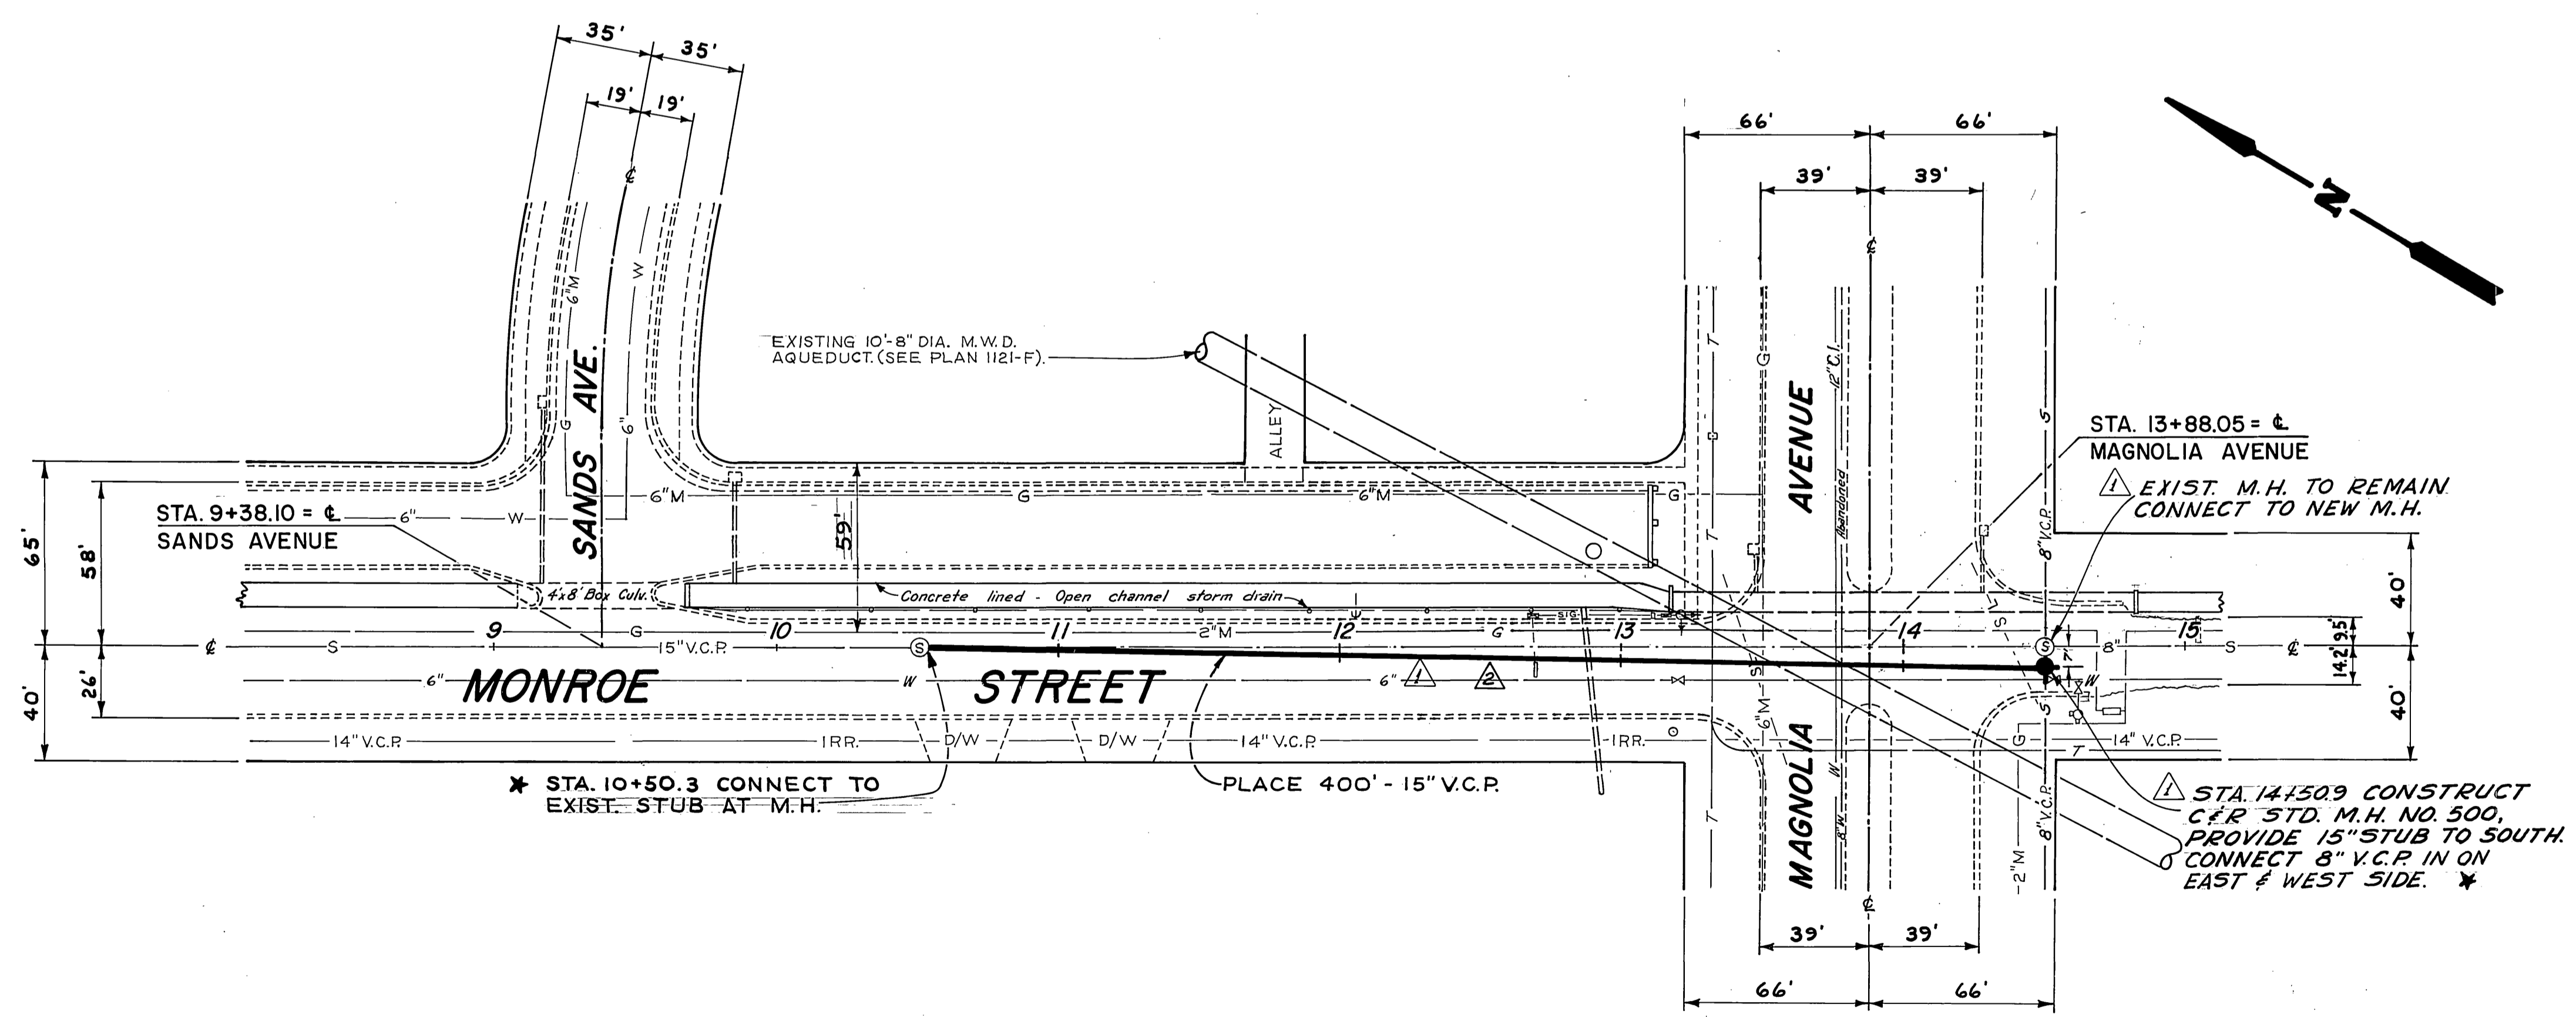 35'
35'
19'
19'
℄
66'
66'
39'
39'
℄
N
6"M
W
G
6"
SANDS AVE.
EXISTING 10'-8" DIA. M.W.D.
AQUEDUCT. (SEE PLAN 1121-F).
ALLEY
T
T
T
G
12" C.I.
Abandoned
AVENUE
S
8" V.C.P.
STA. 13+88.05 = ℄
MAGNOLIA AVENUE
1
EXIST. M.H. TO REMAIN
CONNECT TO NEW M.H.
STA. 9+38.10 = ℄
SANDS AVENUE
6"
W
6"M
G
6"M
G
65'
58'
59'
4'x8' Box Culv.
Concrete lined - Open channel storm drain
SIG.
40'
9
G
10
11
2"M
12
G
13
14
15
9.5'
℄
S
15" V.C.P.
S
S
S
S
8"
S
℄
7'
14.2'
40'
26'
6"
MONROE
W
STREET
6"
1
2
W
40'
14" V.C.P.
IRR.
D/W
D/W
14" V.C.P.
IRR.
6"M
MAGNOLIA
W
8"W
T
S
G
2"M
8" V.C.P.
T
14" V.C.P.
★ STA. 10+50.3 CONNECT TO
EXIST. STUB AT M.H.
PLACE 400' - 15" V.C.P.
1
STA. 14+50.9 CONSTRUCT
C&R STD. M.H. NO. 500,
PROVIDE 15" STUB TO SOUTH.
CONNECT 8" V.C.P. IN ON
EAST & WEST SIDE. ★
℄
39'
39'
66'
66'